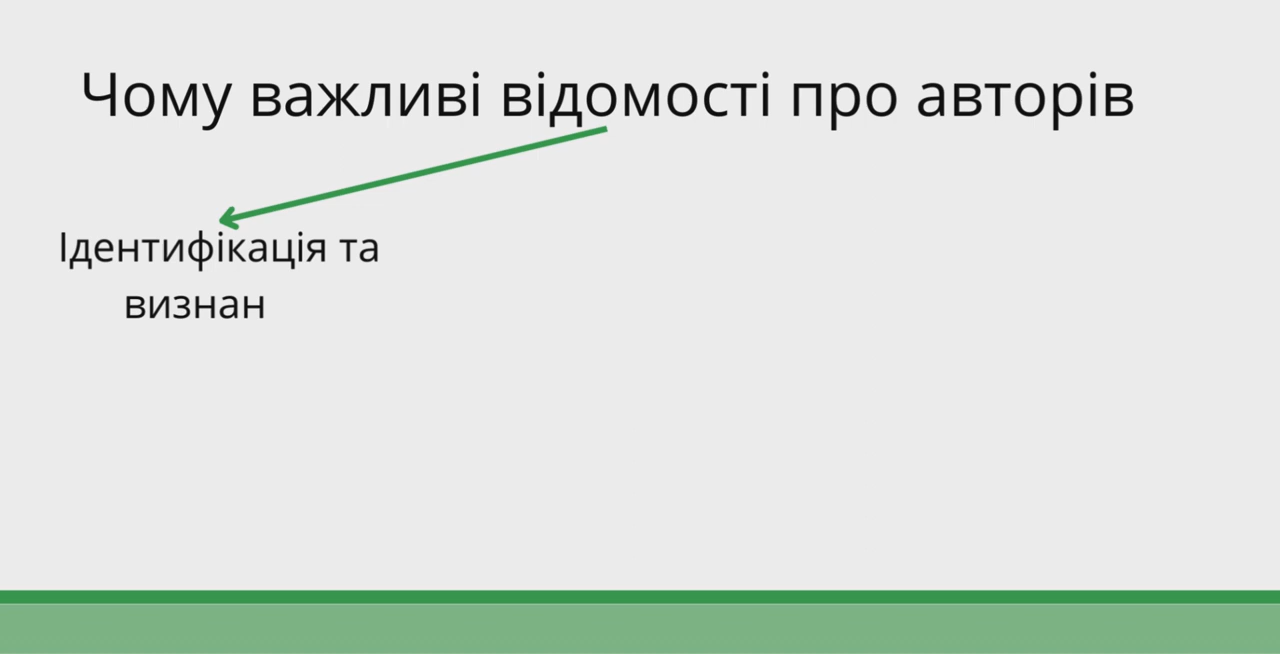 Чому важливі відомості про авторів
Ідентифікація та
визнан